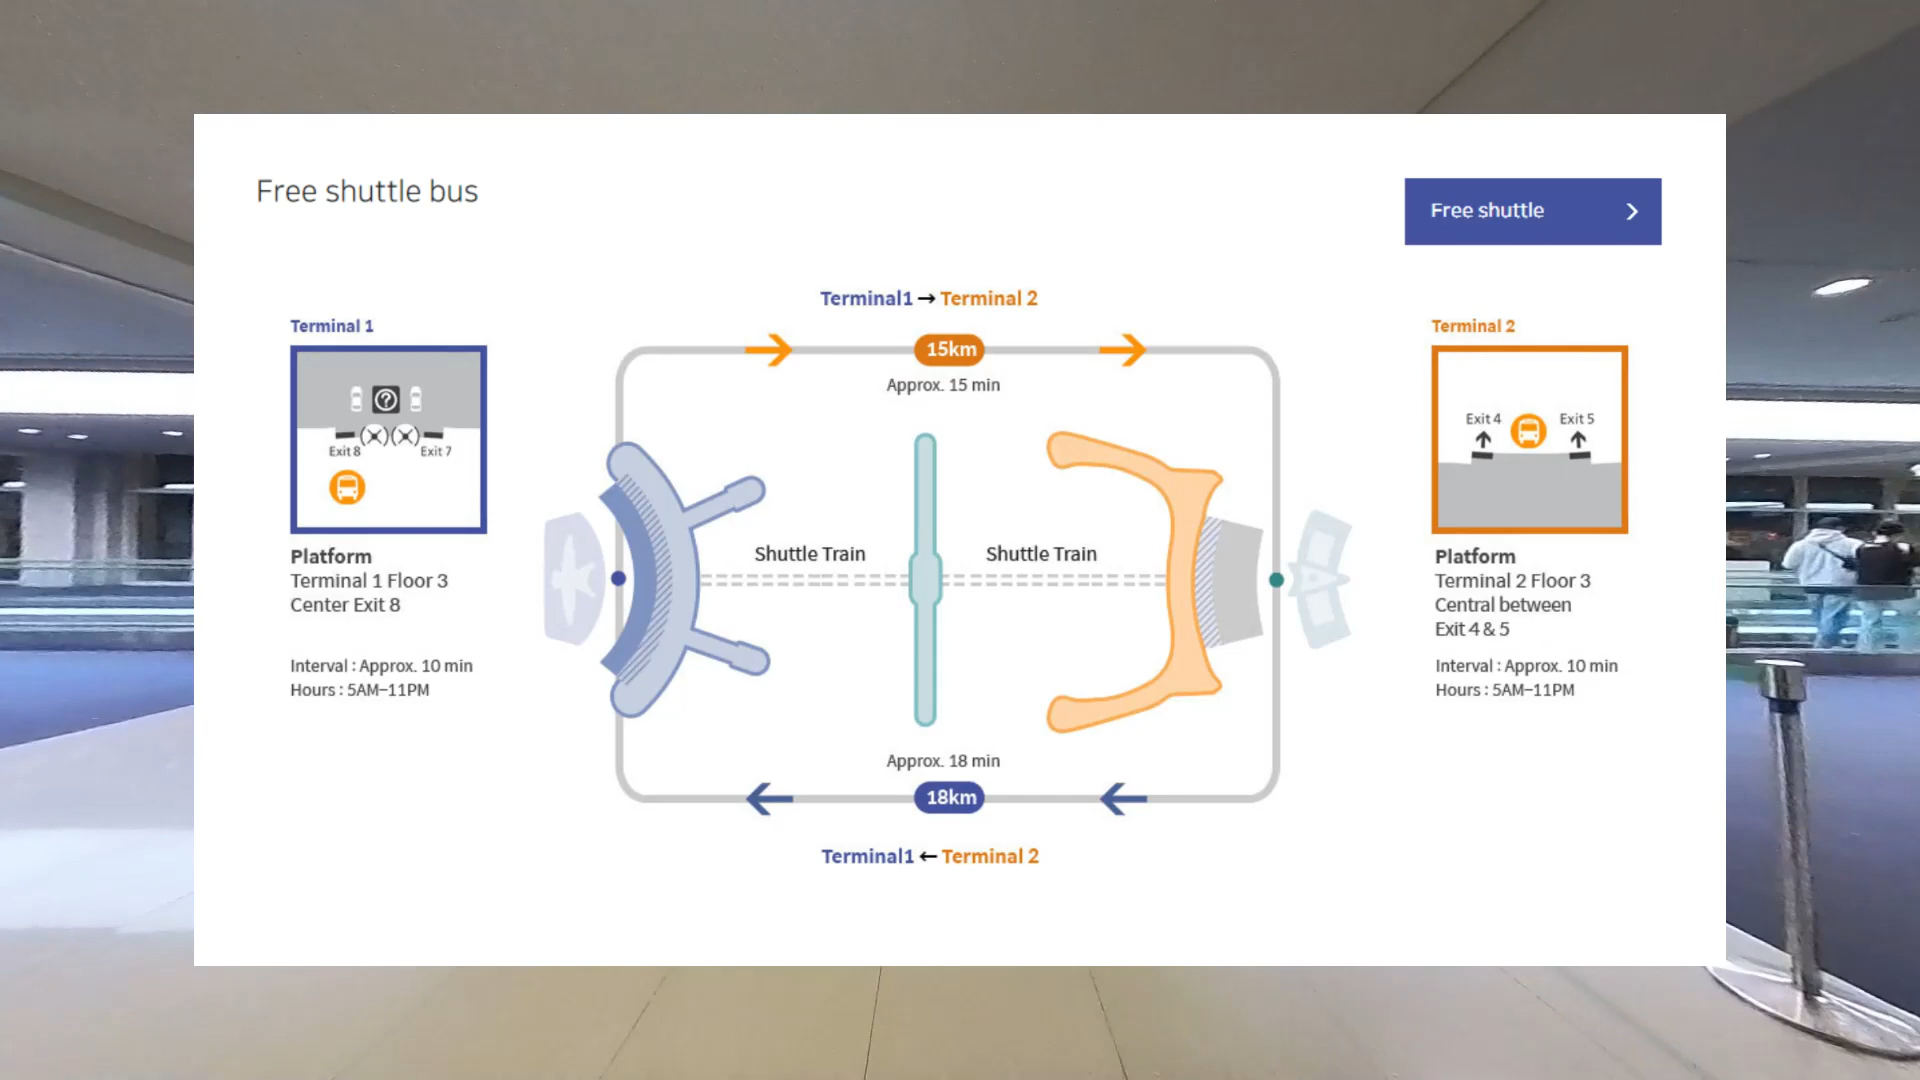 Free shuttle bus
Free shuttle
Terminal1 → Terminal 2
Terminal 1
Exit 8
Exit 7
Platform
Terminal 1 Floor 3
Center Exit 8
Interval : Approx. 10 min
Hours : 5AM–11PM
15km
Approx. 15 min
Shuttle Train
Shuttle Train
Approx. 18 min
18km
Terminal1 ← Terminal 2
Terminal 2
Exit 4
Exit 5
Platform
Terminal 2 Floor 3
Central between
Exit 4 & 5
Interval : Approx. 10 min
Hours : 5AM–11PM